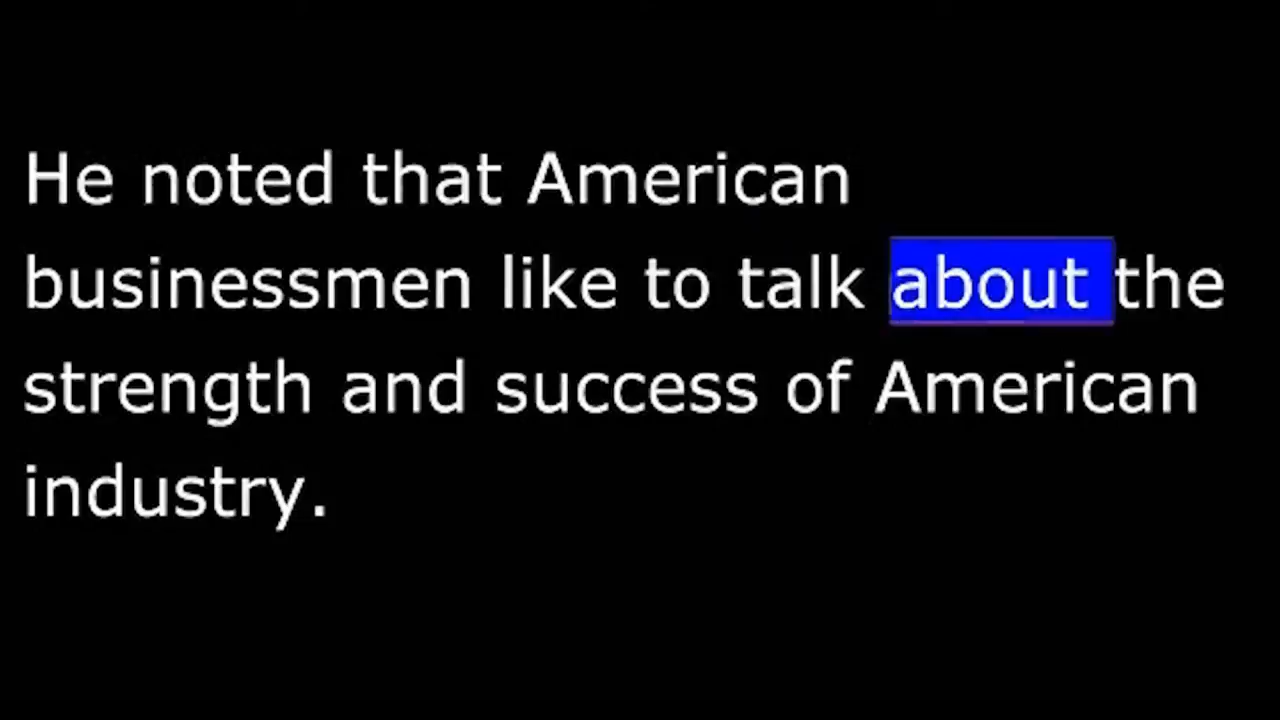 He noted that American
businessmen like to talk about the
strength and success of American
industry.